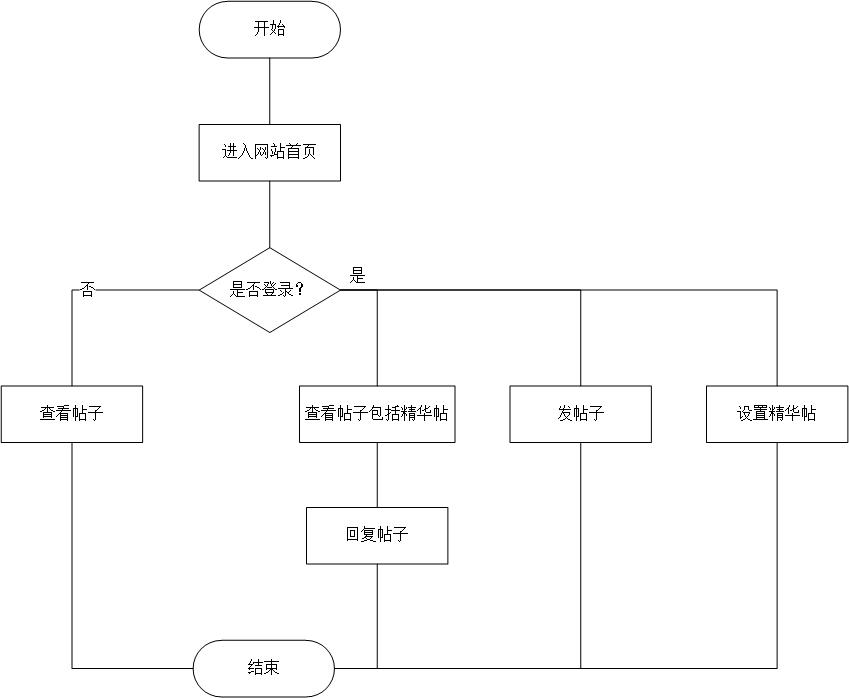 开始
进入网站首页
是
否
是否登录？
查看帖子
查看帖子包括精华帖
发帖子
设置精华帖
回复帖子
结束